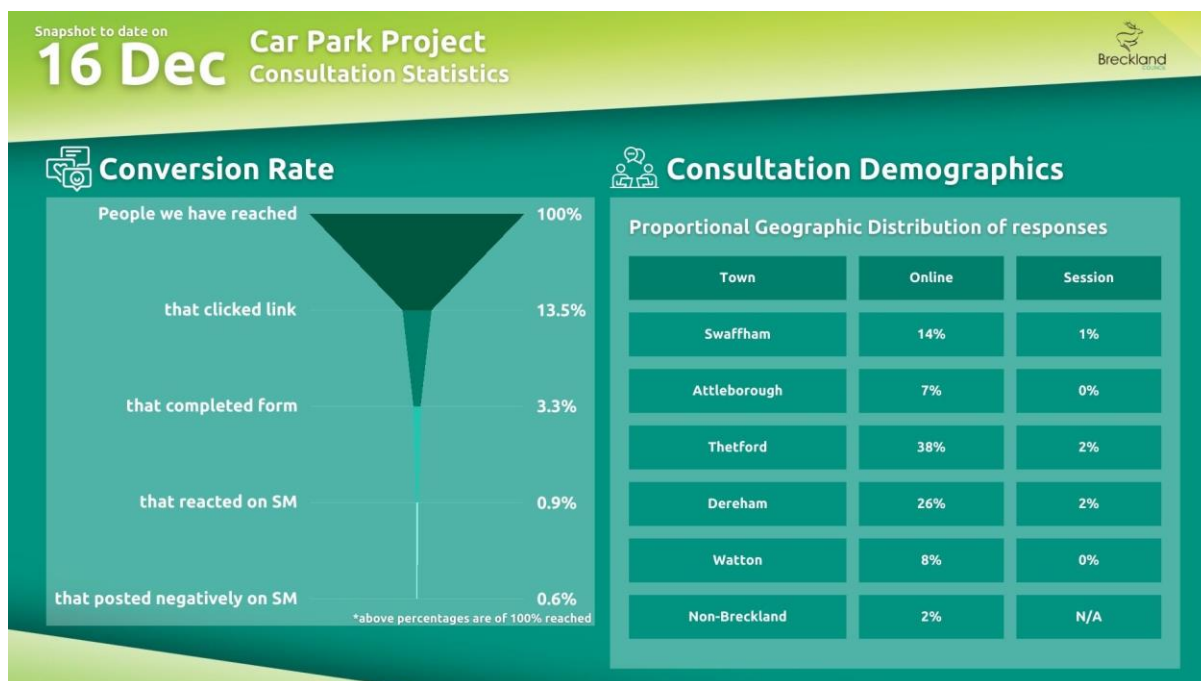 Snapshot to date on
16 Dec
Car Park Project
Consultation Statistics
Breckland
COUNCIL
Conversion Rate
People we have reached 100%
that clicked link 13.5%
that completed form 3.3%
that reacted on SM 0.9%
that posted negatively on SM 0.6%
*above percentages are of 100% reached
Consultation Demographics
Proportional Geographic Distribution of responses
Town Online Session
Swaffham 14% 1%
Attleborough 7% 0%
Thetford 38% 2%
Dereham 26% 2%
Watton 8% 0%
Non-Breckland 2% N/A